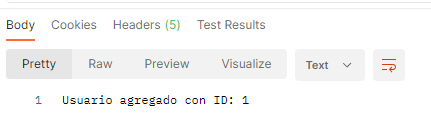 Body Cookies Headers (5) Test Results
Pretty Raw Preview Visualize Text
1 Usuario agregado con ID: 1